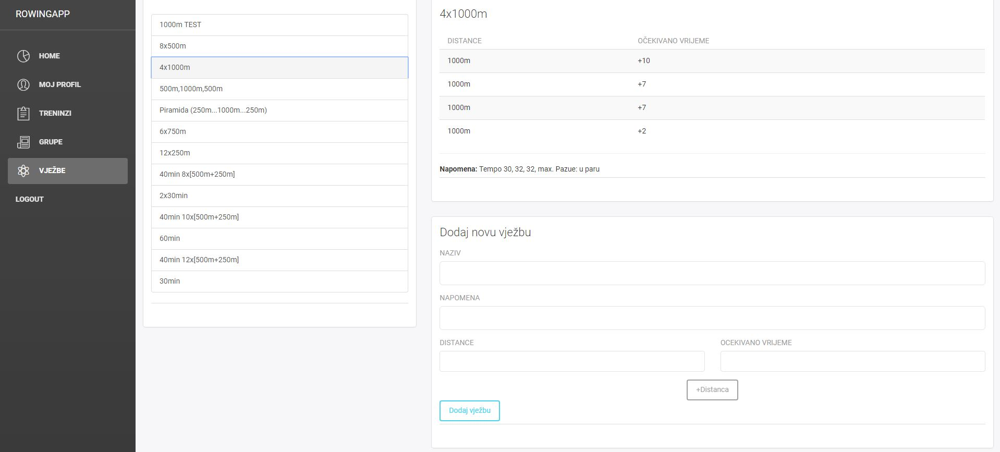 ROWINGAPP
HOME
MOJ PROFIL
TRENINZI
GRUPE
VJEŽBE
LOGOUT
1000m TEST
8x500m
4x1000m
500m,1000m,500m
Piramida (250m...1000m...250m)
6x750m
12x250m
40min 8x[500m+250m]
2x30min
40min 10x[500m+250m]
60min
40min 12x[500m+250m]
30min
4x1000m
DISTANCE OČEKIVANO VRIJEME
1000m +10
1000m +7
1000m +7
1000m +2
Napomena: Tempo 30, 32, 32, max. Pazue: u paru
Dodaj novu vježbu
NAZIV
NAPOMENA
DISTANCE OCEKIVANO VRIJEME
+Distanca
Dodaj vježbu